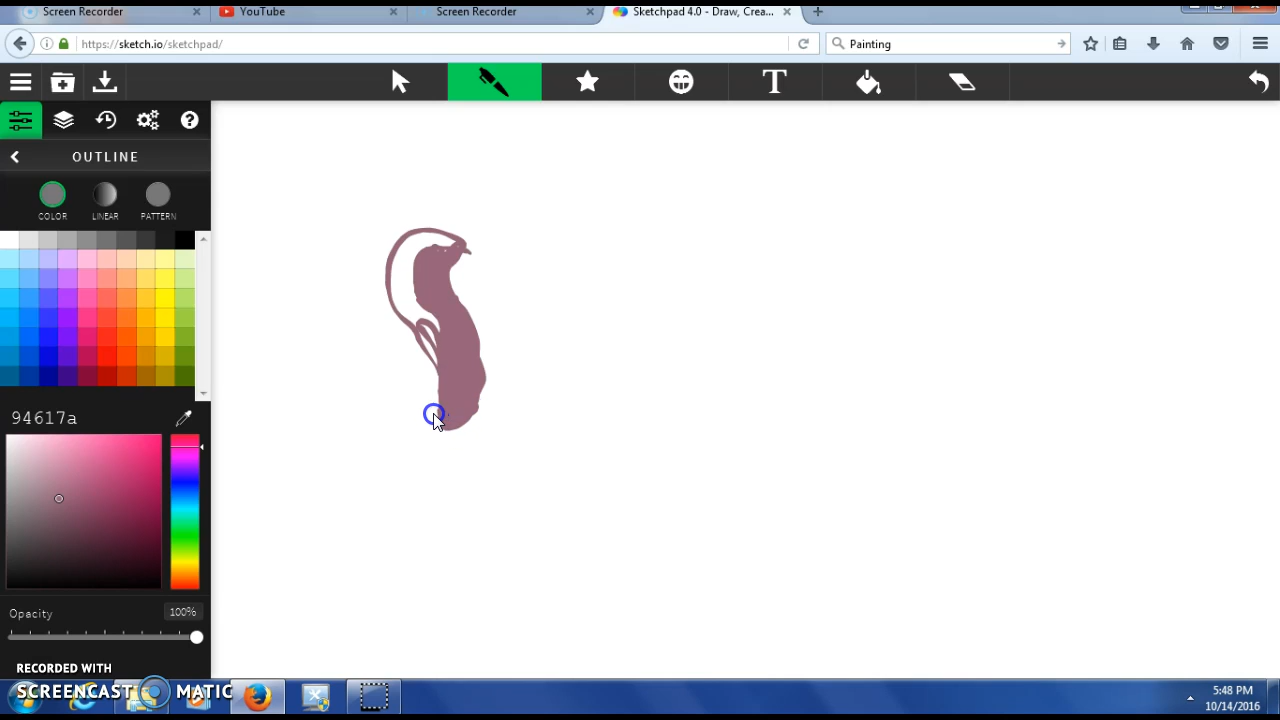 Screen Recorder
YouTube
Screen Recorder
Sketchpad 4.0 - Draw, Crea...
https://sketch.io/sketchpad/
Painting
T
OUTLINE
COLOR LINEAR PATTERN
94617a
Opacity 100%
RECORDED WITH
SCREENCAST MATIC
5:48 PM
10/14/2016